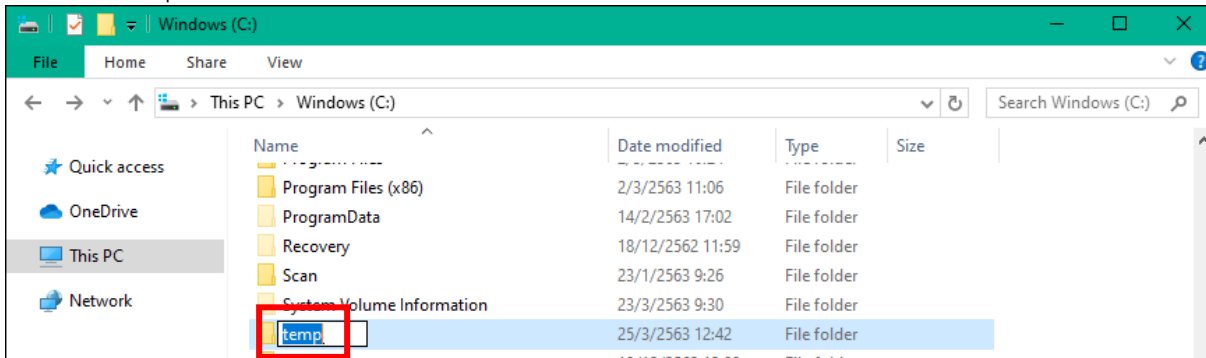 Windows (C:)
File Home Share View
This PC > Windows (C:) Search Windows (C:)
Name Date modified Type Size
Quick access
Program Files (x86) 2/3/2563 11:06 File folder
OneDrive
ProgramData 14/2/2563 17:02 File folder
Recovery 18/12/2562 11:59 File folder
This PC
Scan 23/1/2563 9:26 File folder
Network
System Volume Information 23/3/2563 9:30 File folder
temp 25/3/2563 12:42 File folder